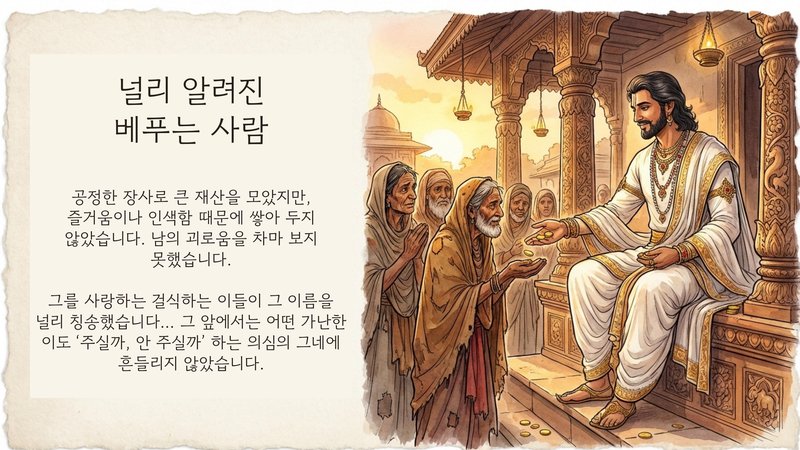 널리 알려진
베푸는 사람
공정한 장사로 큰 재산을 모았지만,
즐거움이나 인색함 때문에 쌓아 두지
않았습니다. 남의 괴로움을 차마 보지
못했습니다.
그를 사랑하는 걸식하는 이들이 그 이름을
널리 칭송했습니다... 그 앞에서는 어떤 가난한
이도 ‘주실까, 안 주실까’ 하는 의심의 그네에
흔들리지 않았습니다.